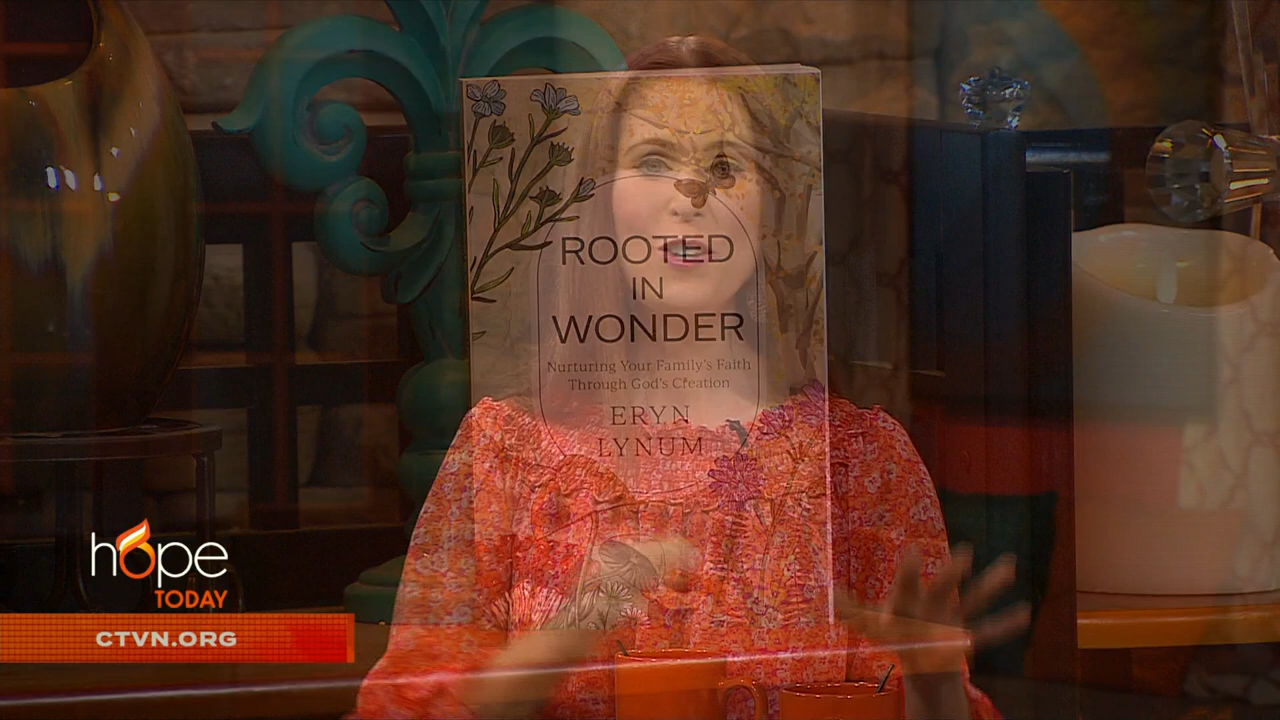 ROOTED
IN
WONDER
Nurturing Your Family's Faith
Through God's Creation
ERYN
LYNUM
hope
TODAY
CTVN.ORG